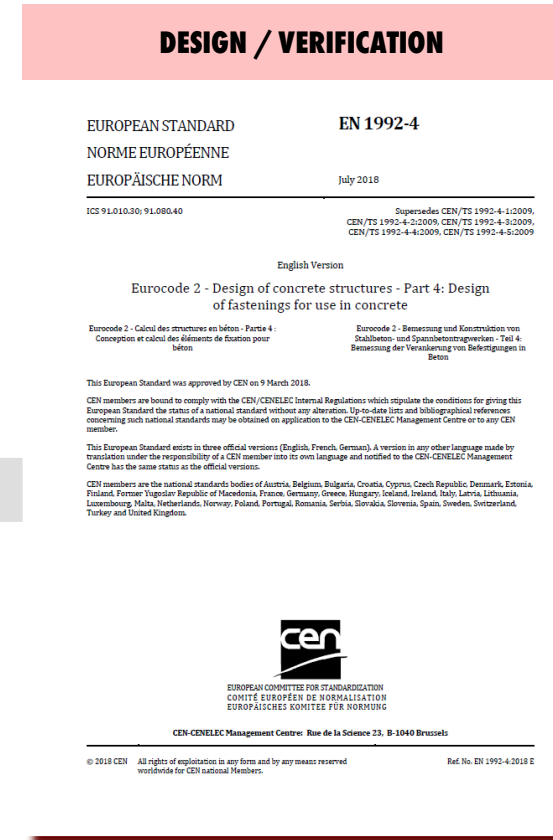 DESIGN / VERIFICATION
EUROPEAN STANDARD
NORME EUROPÉENNE
EUROPÄISCHE NORM
EN 1992-4
July 2018
ICS 91.010.30; 91.080.40
Supersedes CEN/TS 1992-4-1:2009,
CEN/TS 1992-4-2:2009, CEN/TS 1992-4-3:2009,
CEN/TS 1992-4-4:2009, CEN/TS 1992-4-5:2009
English Version
Eurocode 2 - Design of concrete structures - Part 4: Design
of fastenings for use in concrete
Eurocode 2 - Calcul des structures en béton - Partie 4 :
Conception et calcul des éléments de fixation pour
béton
Eurocode 2 - Bemessung und Konstruktion von
Stahlbeton- und Spannbetontragwerken - Teil 4:
Bemessung der Verankerung von Befestigungen in
Beton
This European Standard was approved by CEN on 9 March 2018.
CEN members are bound to comply with the CEN/CENELEC Internal Regulations which stipulate the conditions for giving this
European Standard the status of a national standard without any alteration. Up-to-date lists and bibliographical references
concerning such national standards may be obtained on application to the CEN-CENELEC Management Centre or to any CEN
member.
This European Standard exists in three official versions (English, French, German). A version in any other language made by
translation under the responsibility of a CEN member into its own language and notified to the CEN-CENELEC Management
Centre has the same status as the official versions.
CEN members are the national standards bodies of Austria, Belgium, Bulgaria, Croatia, Cyprus, Czech Republic, Denmark, Estonia,
Finland, Former Yugoslav Republic of Macedonia, France, Germany, Greece, Hungary, Iceland, Ireland, Italy, Latvia, Lithuania,
Luxembourg, Malta, Netherlands, Norway, Poland, Portugal, Romania, Serbia, Slovakia, Slovenia, Spain, Sweden, Switzerland,
Turkey and United Kingdom.
cen
EUROPEAN COMMITTEE FOR STANDARDIZATION
COMITÉ EUROPÉEN DE NORMALISATION
EUROPÄISCHES KOMITEE FÜR NORMUNG
CEN-CENELEC Management Centre: Rue de la Science 23, B-1040 Brussels
© 2018 CEN
All rights of exploitation in any form and by any means reserved
worldwide for CEN national Members.
Ref. No. EN 1992-4:2018 E